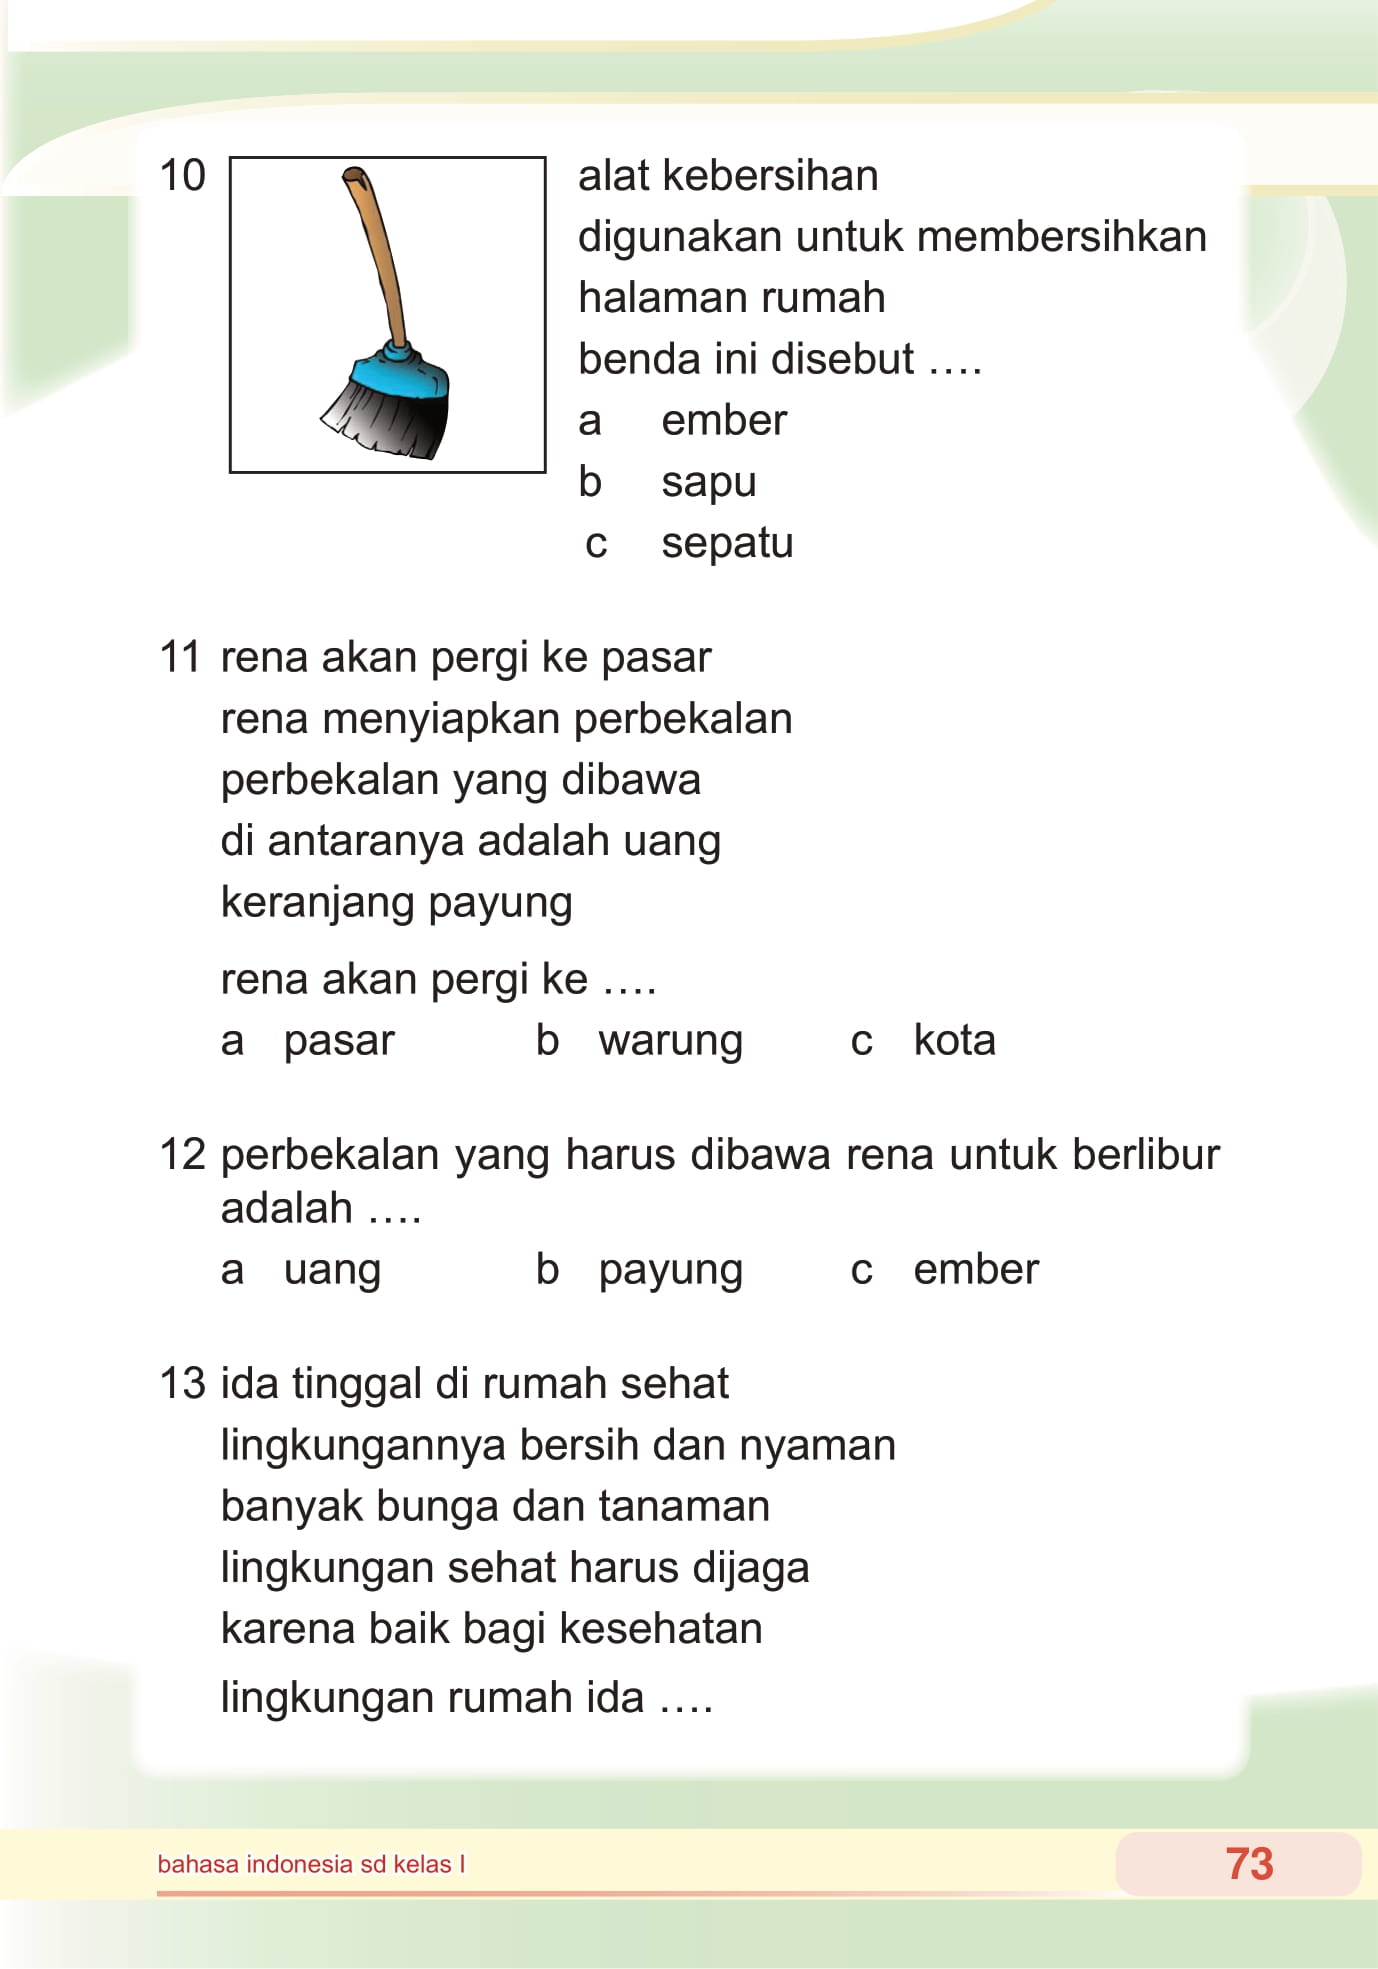 10
alat kebersihan
digunakan untuk membersihkan
halaman rumah
benda ini disebut ....
a ember
b sapu
c sepatu
11 rena akan pergi ke pasar
rena menyiapkan perbekalan
perbekalan yang dibawa
di antaranya adalah uang
keranjang payung
rena akan pergi ke ....
a pasar b warung c kota
12 perbekalan yang harus dibawa rena untuk berlibur
adalah ....
a uang b payung c ember
13 ida tinggal di rumah sehat
lingkungannya bersih dan nyaman
banyak bunga dan tanaman
lingkungan sehat harus dijaga
karena baik bagi kesehatan
lingkungan rumah ida ....
bahasa indonesia sd kelas I
73